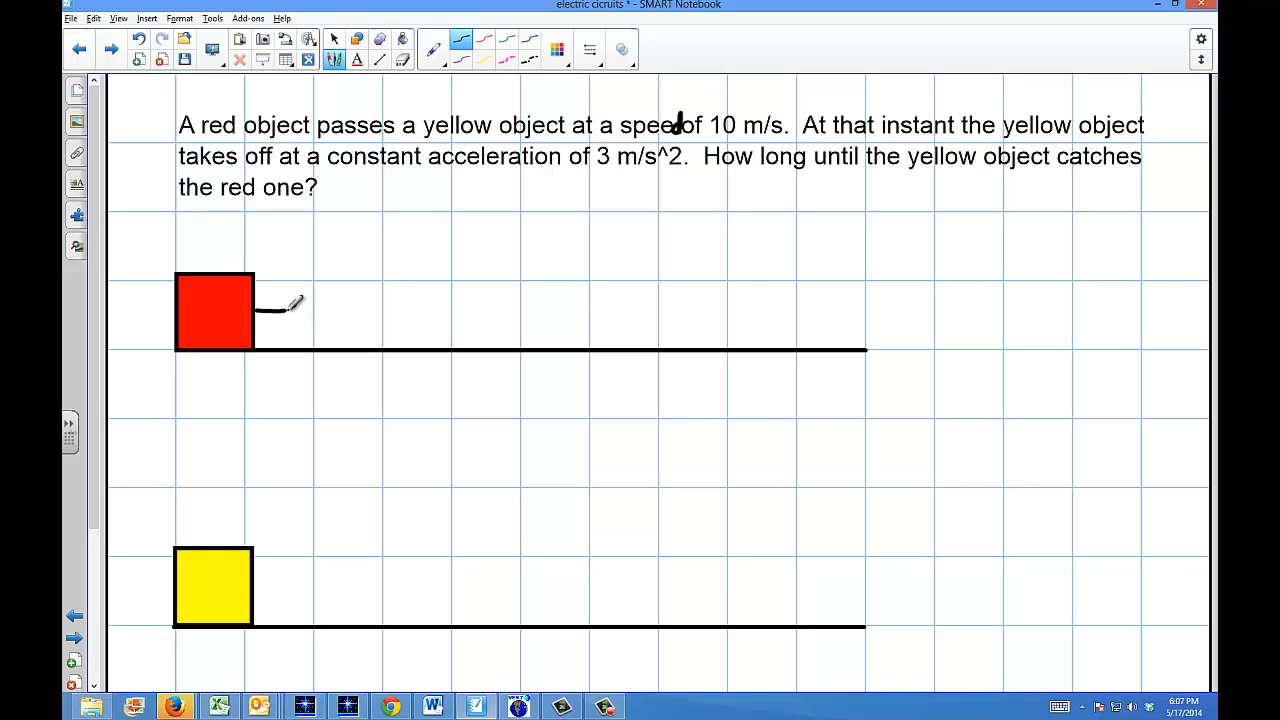 electric cicruits * - SMART Notebook
File Edit View Insert Format Tools Add-ons Help
A red object passes a yellow object at a speed of 10 m/s. At that instant the yellow object
takes off at a constant acceleration of 3 m/s^2. How long until the yellow object catches
the red one?
6:07 PM
5/17/2014